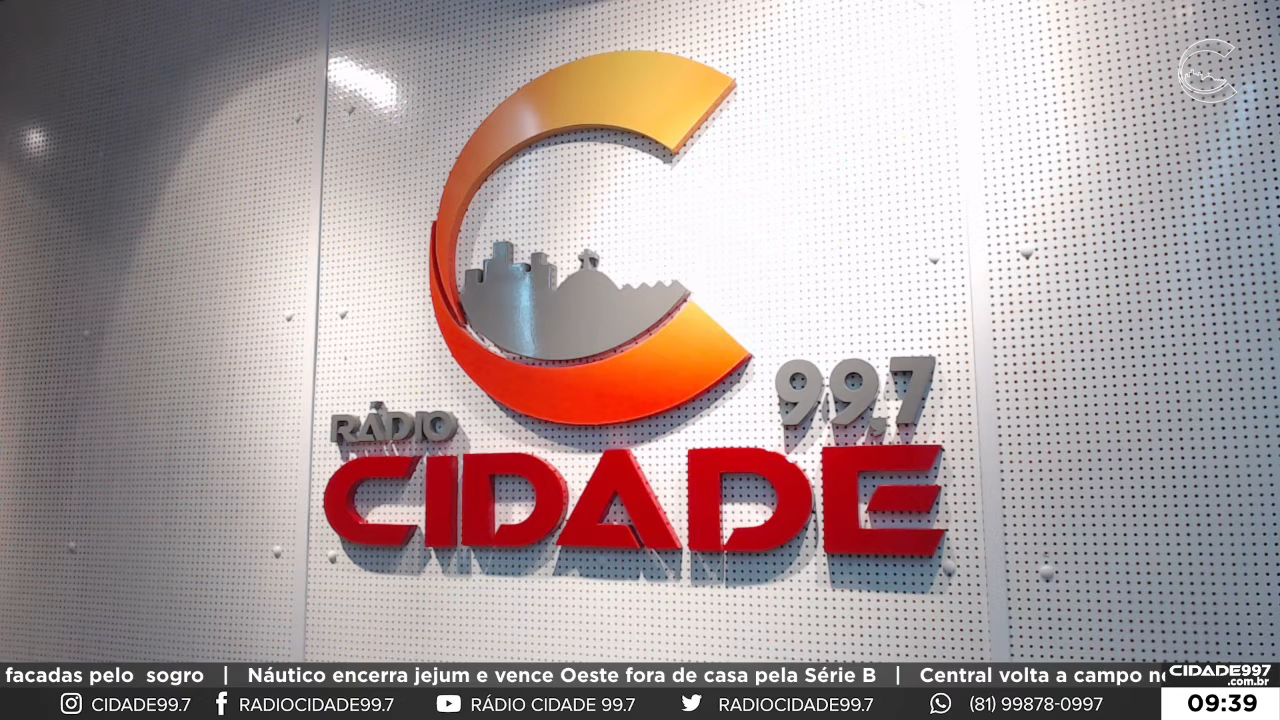 99,7
RÁDIO
CIDADE
facadas pelo sogro | Náutico encerra jejum e vence Oeste fora de casa pela Série B | Central volta a campo
CIDADE997
.com.br
CIDADE99.7 RADIOCIDADE99.7 RÁDIO CIDADE 99.7 RADIOCIDADE99.7 (81) 99878-0997
09:39